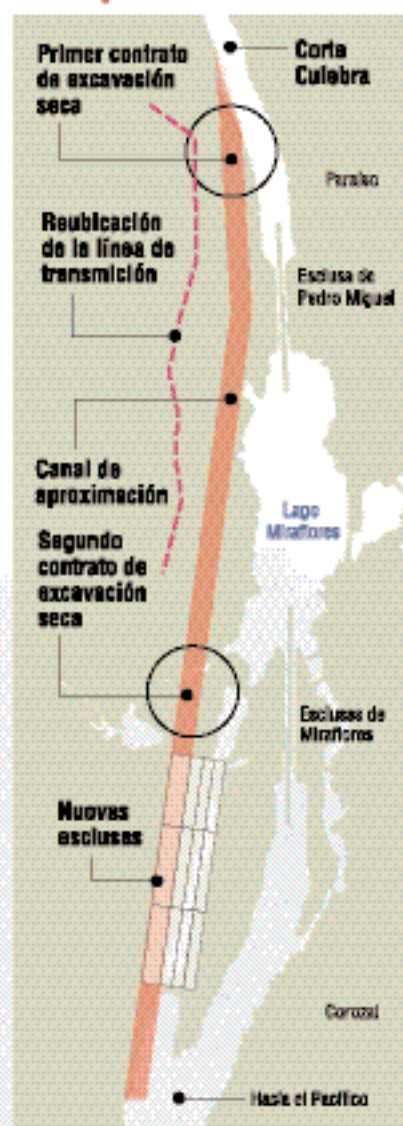 Primer contrato
de excavación
seca
Corte
Culebra
Paraíso
Reubicación
de la línea de
transmición
Esclusa de
Pedro Miguel
Canal de
aproximación
Lago
Miraflores
Segundo
contrato de
excavación
seca
Esclusas de
Miraflores
Nuevas
esclusas
Corozal
Hacia el Pacífico